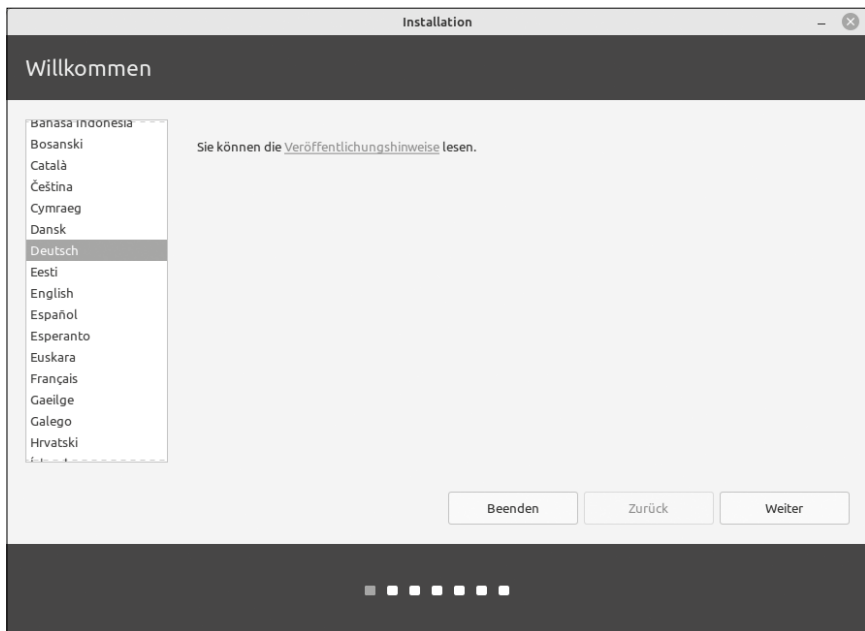 Installation
Willkommen
Bahasa Indonesia
Bosanski
Català
Čeština
Cymraeg
Dansk
Deutsch
Eesti
English
Español
Esperanto
Euskara
Français
Gaeilge
Galego
Hrvatski
Sie können die Veröffentlichungshinweise lesen.
Beenden
Zurück
Weiter